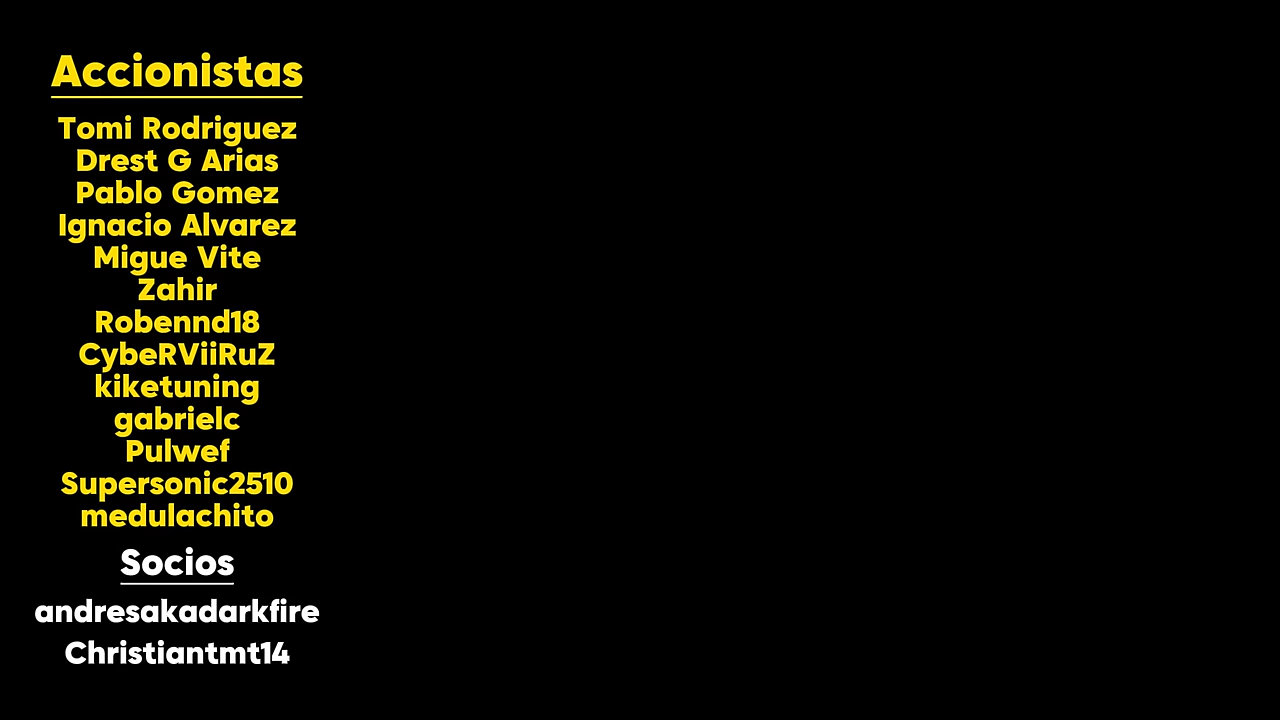 Accionistas
Tomi Rodriguez
Drest G Arias
Pablo Gomez
Ignacio Alvarez
Migue Vite
Zahir
Robennd18
CybeRViiRuZ
kiketuning
gabrielc
Pulwef
Supersonic2510
medulachito
Socios
andresakadarkfire
Christiantmt14